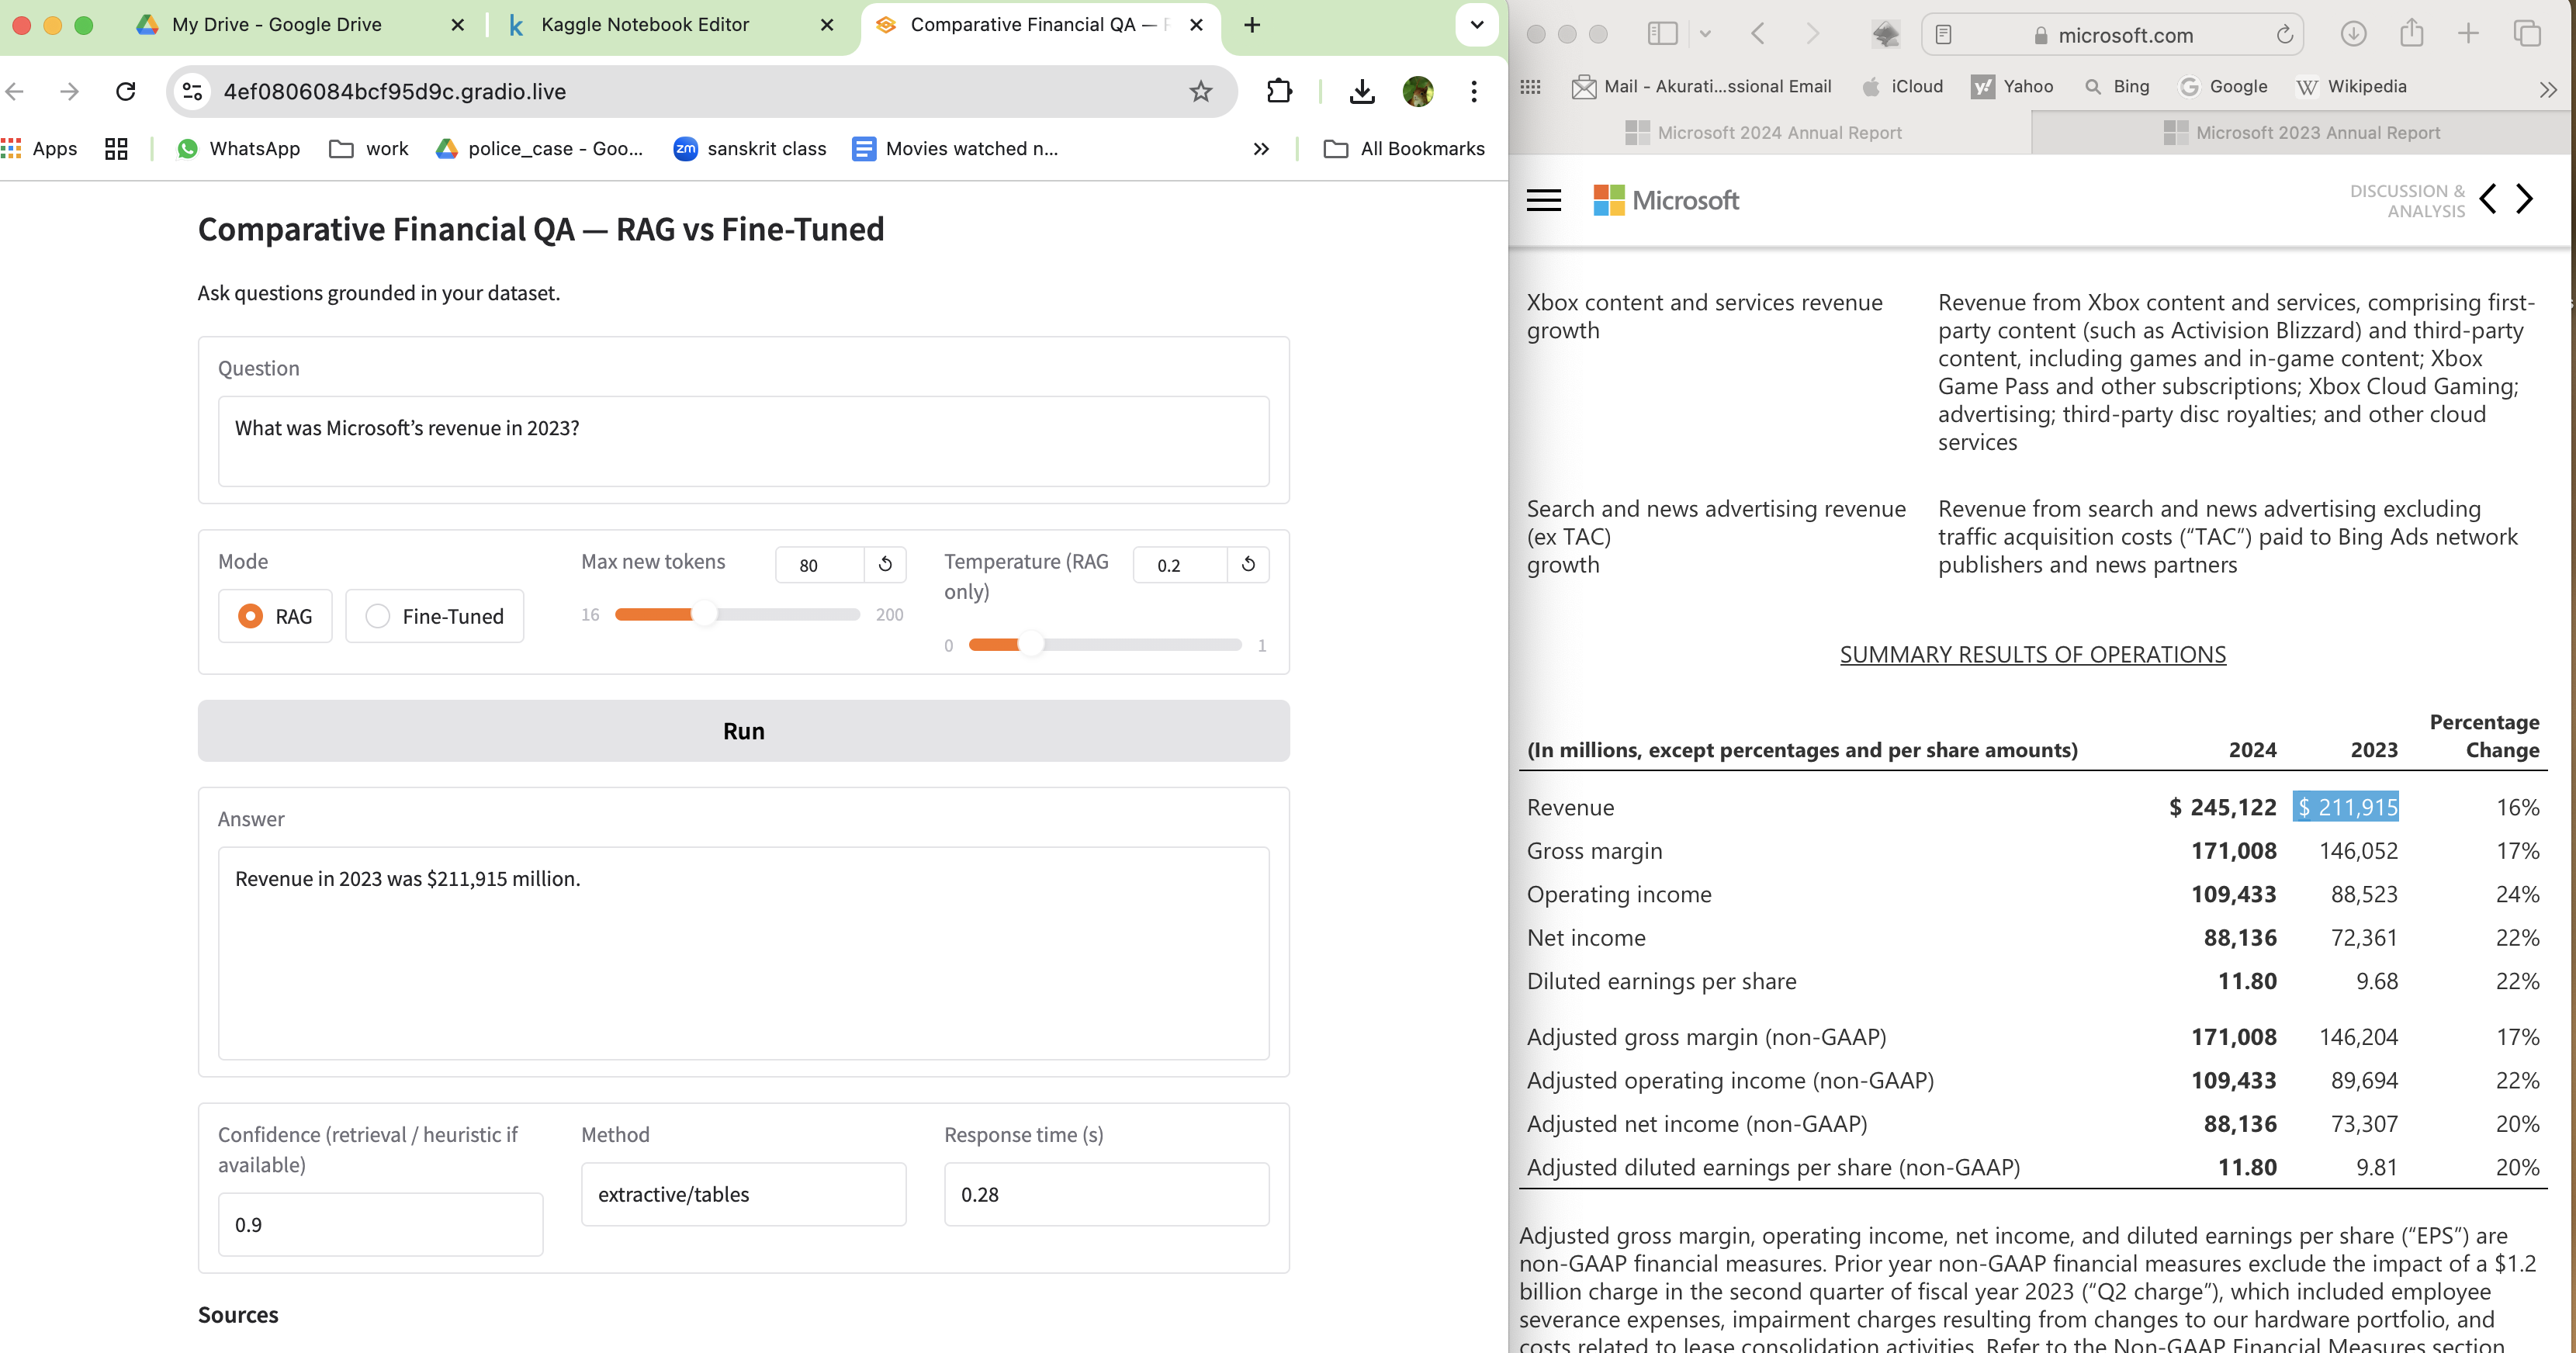 My Drive - Google Drive
Kaggle Notebook Editor
Comparative Financial QA —
4ef0806084bcf95d9c.gradio.live
Apps
WhatsApp
work
police_case - Goo...
zm
sanskrit class
Movies watched n...
»
All Bookmarks
Comparative Financial QA — RAG vs Fine-Tuned
Ask questions grounded in your dataset.
Question
What was Microsoft’s revenue in 2023?
Mode
RAG
Fine-Tuned
Max new tokens
80
16
200
Temperature (RAG
only)
0.2
0
1
Run
Answer
Revenue in 2023 was $211,915 million.
Confidence (retrieval / heuristic if
available)
0.9
Method
extractive/tables
Response time (s)
0.28
Sources
microsoft.com
Mail - Akurati...ssional Email
iCloud
Yahoo
Bing
Google
Wikipedia
»
Microsoft 2024 Annual Report
Microsoft 2023 Annual Report
Microsoft
DISCUSSION &
ANALYSIS
Xbox content and services revenue
growth
Revenue from Xbox content and services, comprising first-
party content (such as Activision Blizzard) and third-party
content, including games and in-game content; Xbox
Game Pass and other subscriptions; Xbox Cloud Gaming;
advertising; third-party disc royalties; and other cloud
services
Search and news advertising revenue
(ex TAC)
growth
Revenue from search and news advertising excluding
traffic acquisition costs (“TAC”) paid to Bing Ads network
publishers and news partners
SUMMARY RESULTS OF OPERATIONS
(In millions, except percentages and per share amounts) 2024 2023 Percentage
Change
Revenue $ 245,122 $ 211,915 16%
Gross margin 171,008 146,052 17%
Operating income 109,433 88,523 24%
Net income 88,136 72,361 22%
Diluted earnings per share 11.80 9.68 22%
Adjusted gross margin (non-GAAP) 171,008 146,204 17%
Adjusted operating income (non-GAAP) 109,433 89,694 22%
Adjusted net income (non-GAAP) 88,136 73,307 20%
Adjusted diluted earnings per share (non-GAAP) 11.80 9.81 20%
Adjusted gross margin, operating income, net income, and diluted earnings per share (“EPS”) are
non-GAAP financial measures. Prior year non-GAAP financial measures exclude the impact of a $1.2
billion charge in the second quarter of fiscal year 2023 (“Q2 charge”), which included employee
severance expenses, impairment charges resulting from changes to our hardware portfolio, and
costs related to lease consolidation activities. Refer to the Non-GAAP Financial Measures section